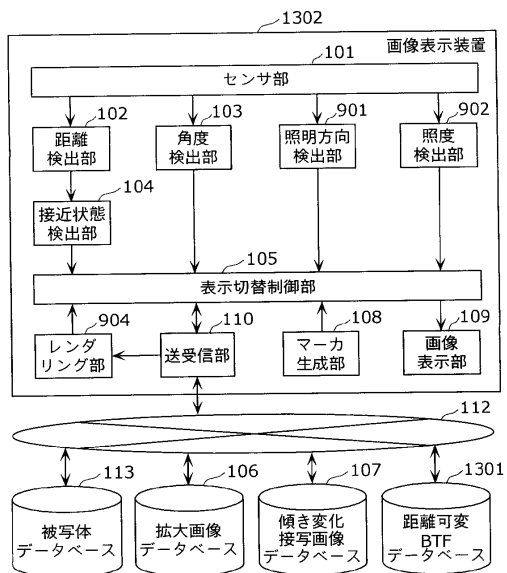 1302
画像表示装置
101
センサ部
102
距離
検出部
103
角度
検出部
901
照明方向
検出部
902
照度
検出部
104
接近状態
検出部
105
表示切替制御部
904
レンダ
リング部
110
送受信部
108
マーカ
生成部
109
画像
表示部
112
113
被写体
データベース
106
拡大画像
データベース
107
傾き変化
接写画像
データベース
1301
距離可変
BTF
データベース